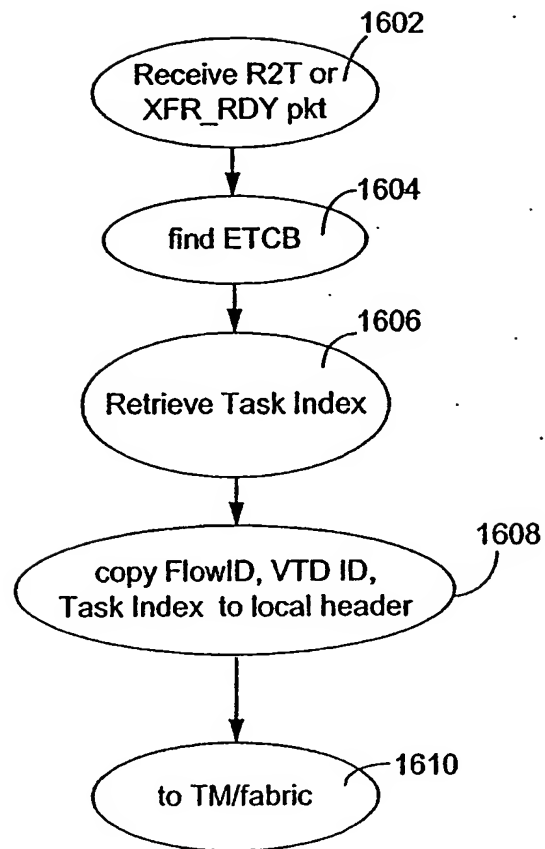 1602
Receive R2T or
XFR_RDY pkt
1604
find ETCB
1606
Retrieve Task Index
1608
copy FlowID, VTD ID,
Task Index to local header
1610
to TM/fabric